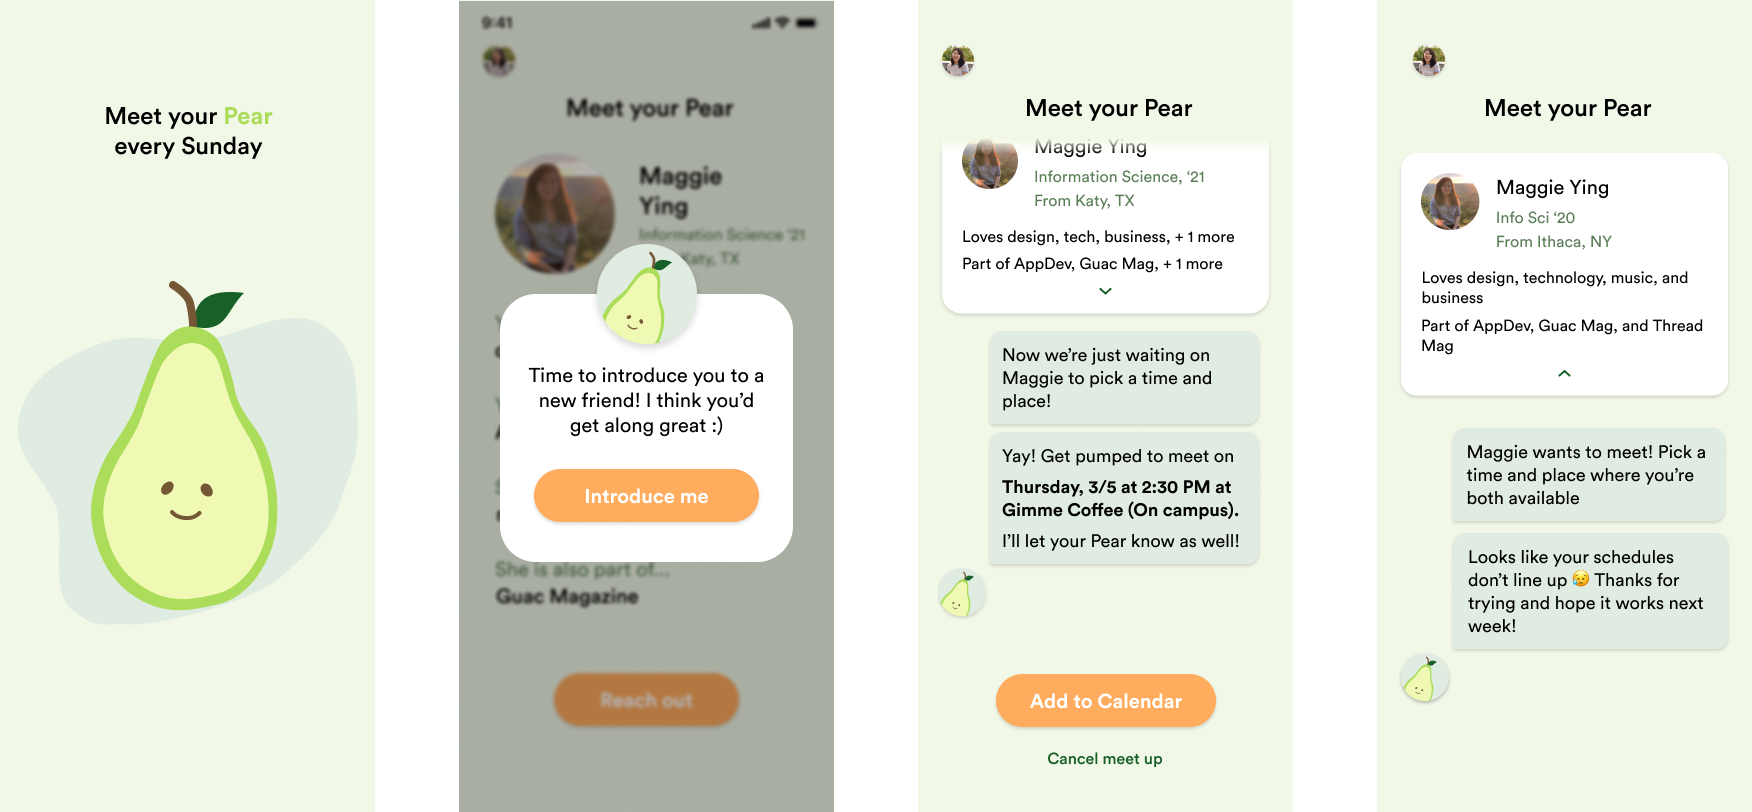 Meet your Pear
every Sunday
9:41
Meet your Pear
Maggie
Ying
Information Science '21
Katy, TX
Time to introduce you to a
new friend! I think you'd
get along great :)
Introduce me
She is also part of...
Guac Magazine
Reach out
Meet your Pear
Maggie Ying
Information Science, ‘21
From Katy, TX
Loves design, tech, business, + 1 more
Part of AppDev, Guac Mag, + 1 more
Now we’re just waiting on
Maggie to pick a time and
place!
Yay! Get pumped to meet on
Thursday, 3/5 at 2:30 PM at
Gimme Coffee (On campus).
I’ll let your Pear know as well!
Add to Calendar
Cancel meet up
Meet your Pear
Maggie Ying
Info Sci ‘20
From Ithaca, NY
Loves design, technology, music, and
business
Part of AppDev, Guac Mag, and Thread
Mag
Maggie wants to meet! Pick a
time and place where you’re
both available
Looks like your schedules
don’t line up 😥 Thanks for
trying and hope it works next
week!